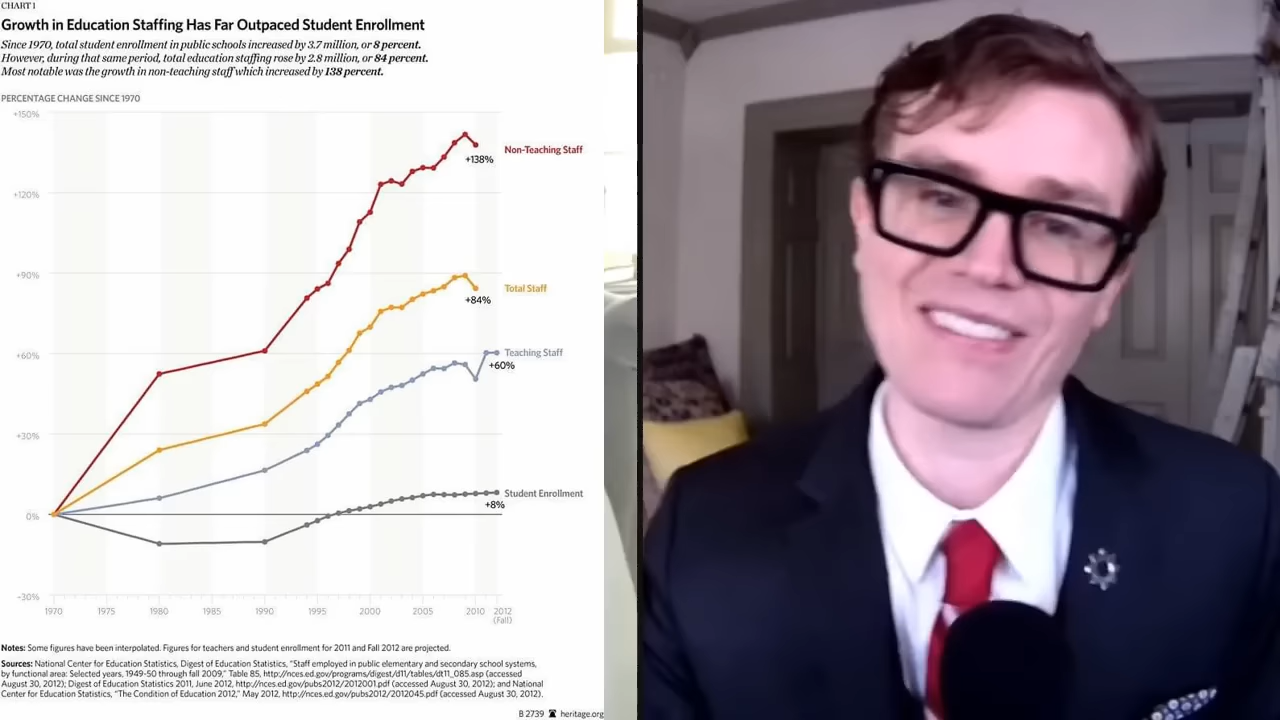 CHART 1
Growth in Education Staffing Has Far Outpaced Student Enrollment
Since 1970, total student enrollment in public schools increased by 3.7 million, or 8 percent.
However, during that same period, total education staffing rose by 2.8 million, or 84 percent.
Most notable was the growth in non-teaching staff which increased by 138 percent.
PERCENTAGE CHANGE SINCE 1970
+150%
+120%
+90%
+60%
+30%
0%
-30%
Non-Teaching Staff
+138%
Total Staff
+84%
Teaching Staff
+60%
Student Enrollment
+8%
1970 1975 1980 1985 1990 1995 2000 2005 2010 2012
(Fall)
Notes: Some figures have been interpolated. Figures for teachers and student enrollment for 2011 and Fall 2012 are projected.
Sources: National Center for Education Statistics, Digest of Education Statistics, "Staff employed in public elementary and secondary school systems,
by functional area: Selected years, 1949-50 through fall 2009," Table 85, http://nces.ed.gov/programs/digest/d11/tables/dt11_085.asp (accessed
August 30, 2012); Digest of Education Statistics 2011, June 2012, http://nces.ed.gov/pubs2012/2012001.pdf (accessed August 30, 2012); and National
Center for Education Statistics, "The Condition of Education 2012," May 2012, http://nces.ed.gov/pubs2012/2012045.pdf (accessed August 30, 2012).
B 2739 heritage.org